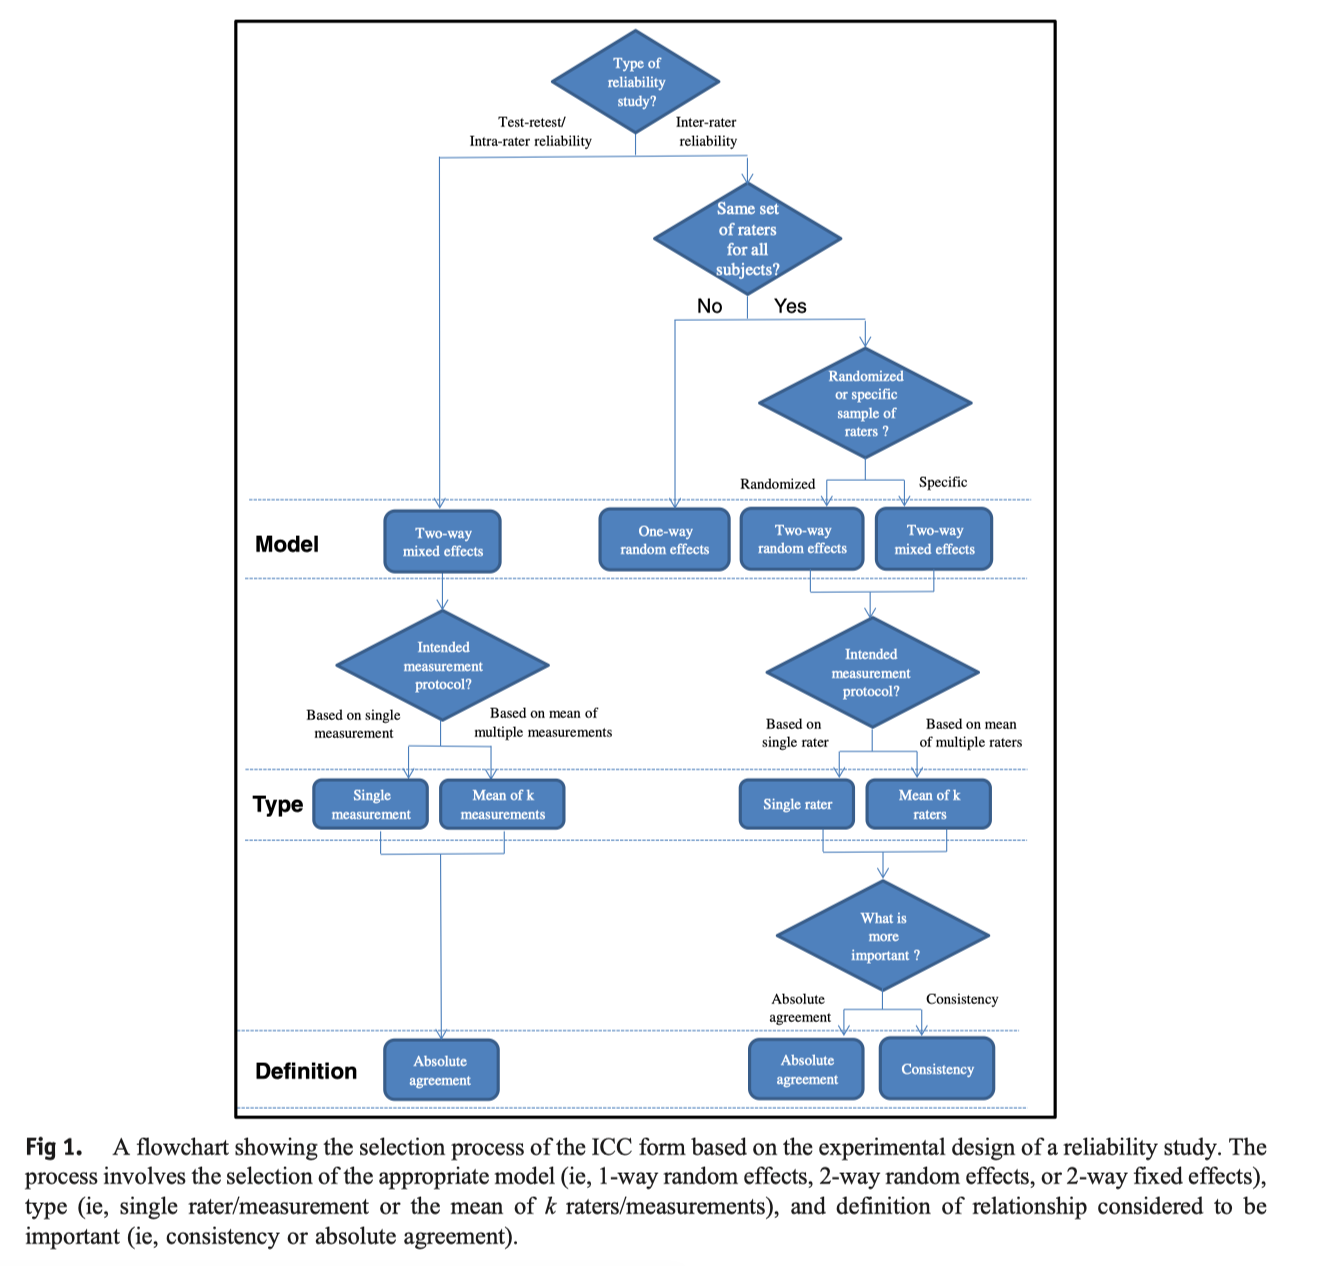 Type of
reliability
study?
Test-retest/
Intra-rater reliability
Inter-rater
reliability
Same set
of raters
for all
subjects?
No
Yes
Randomized
or specific
sample of
raters ?
Randomized
Specific
Model
Two-way
mixed effects
One-way
random effects
Two-way
random effects
Two-way
mixed effects
Intended
measurement
protocol?
Based on single
measurement
Based on mean of
multiple measurements
Intended
measurement
protocol?
Based on
single rater
Based on mean
of multiple raters
Type
Single
measurement
Mean of k
measurements
Single rater
Mean of k
raters
What is
more
important ?
Absolute
agreement
Consistency
Definition
Absolute
agreement
Absolute
agreement
Consistency
Fig 1. A flowchart showing the selection process of the ICC form based on the experimental design of a reliability study. The
process involves the selection of the appropriate model (ie, 1-way random effects, 2-way random effects, or 2-way fixed effects),
type (ie, single rater/measurement or the mean of k raters/measurements), and definition of relationship considered to be
important (ie, consistency or absolute agreement).